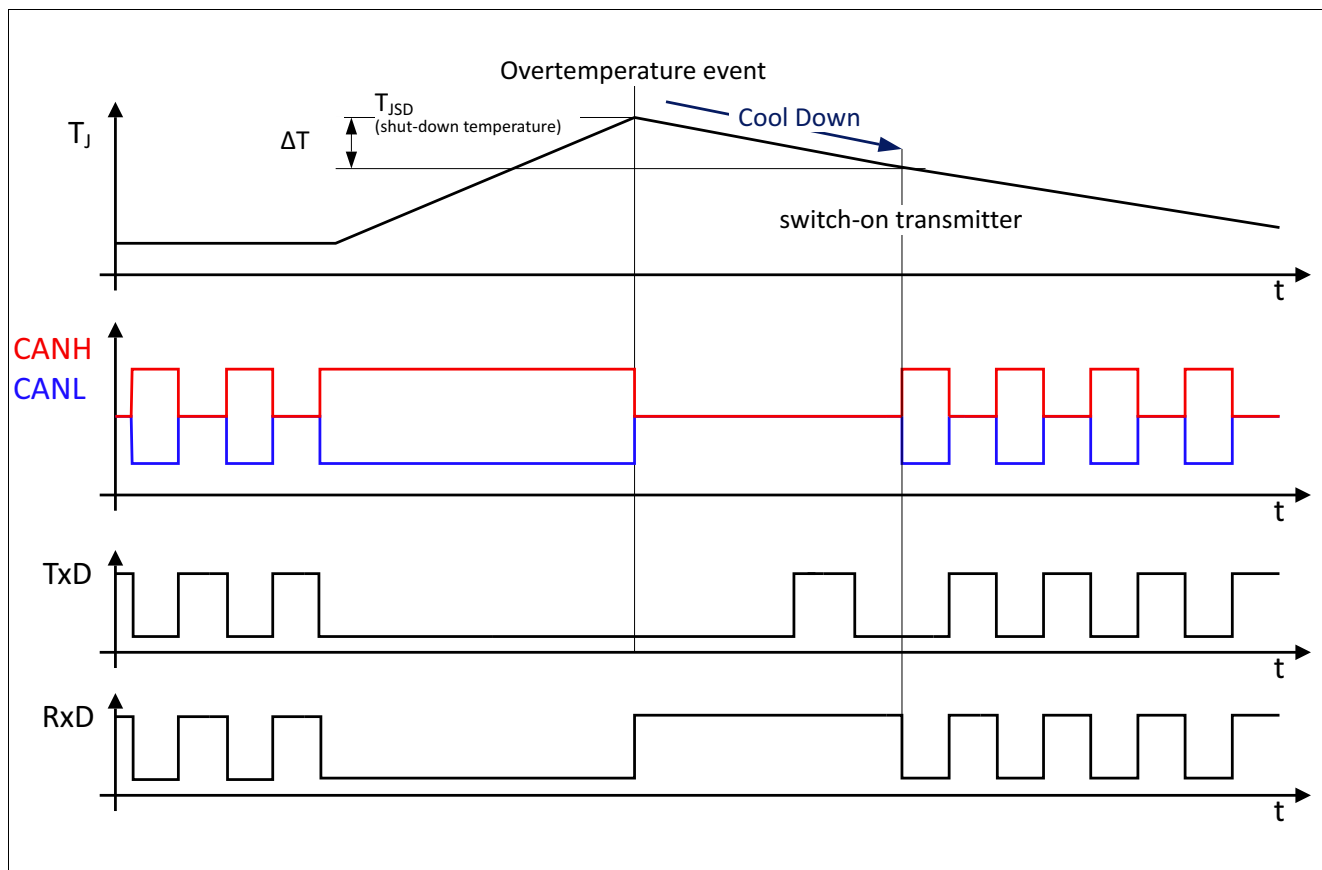 Overtemperature event
T_JSD
(shut-down temperature)
Cool Down
T_J
ΔT
switch-on transmitter
t
CANH
CANL
t
TxD
t
RxD
t